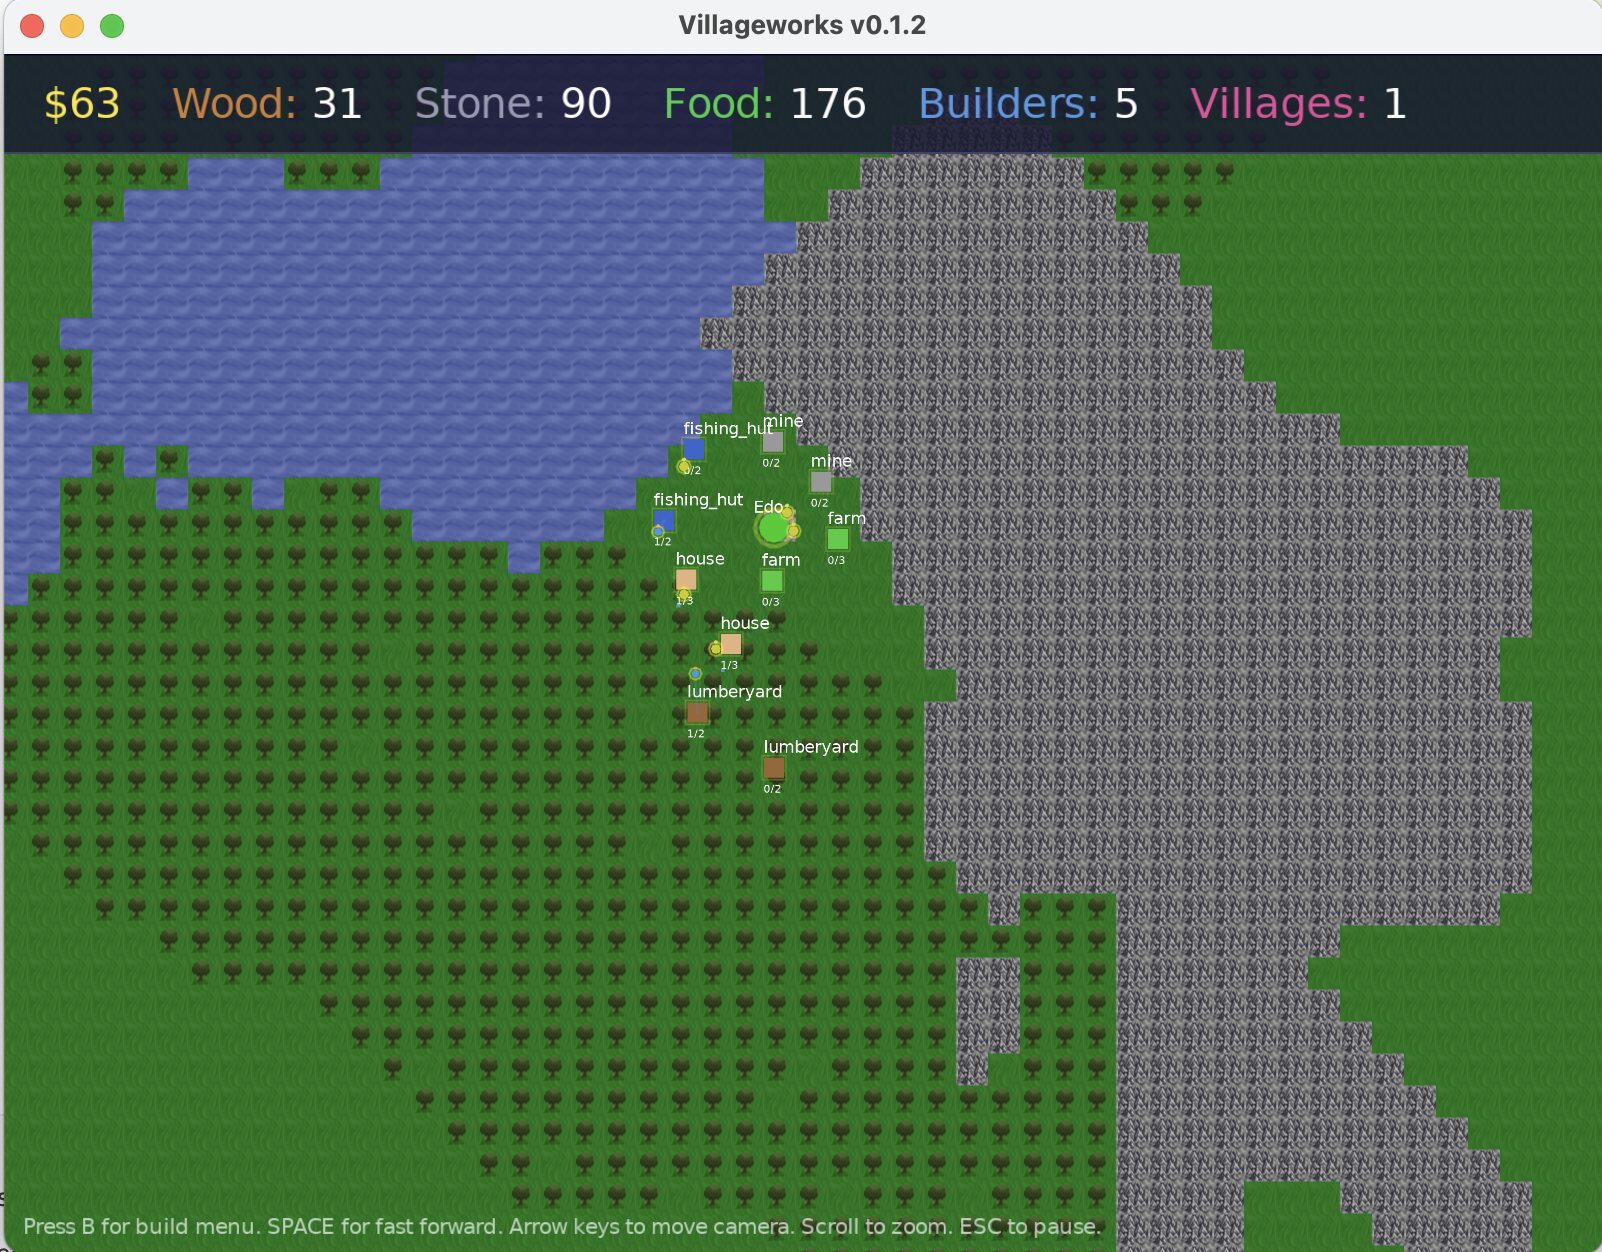 Villageworks v0.1.2
$63 Wood: 31 Stone: 90 Food: 176 Builders: 5 Villages: 1
mine
fishing_hut
0/2
0/2
mine
0/2
fishing_hut
Edo
farm
1/2
0/3
house
farm
1/3
0/3
house
1/3
lumberyard
1/2
lumberyard
0/2
Press B for build menu. SPACE for fast forward. Arrow keys to move camera. Scroll to zoom. ESC to pause.